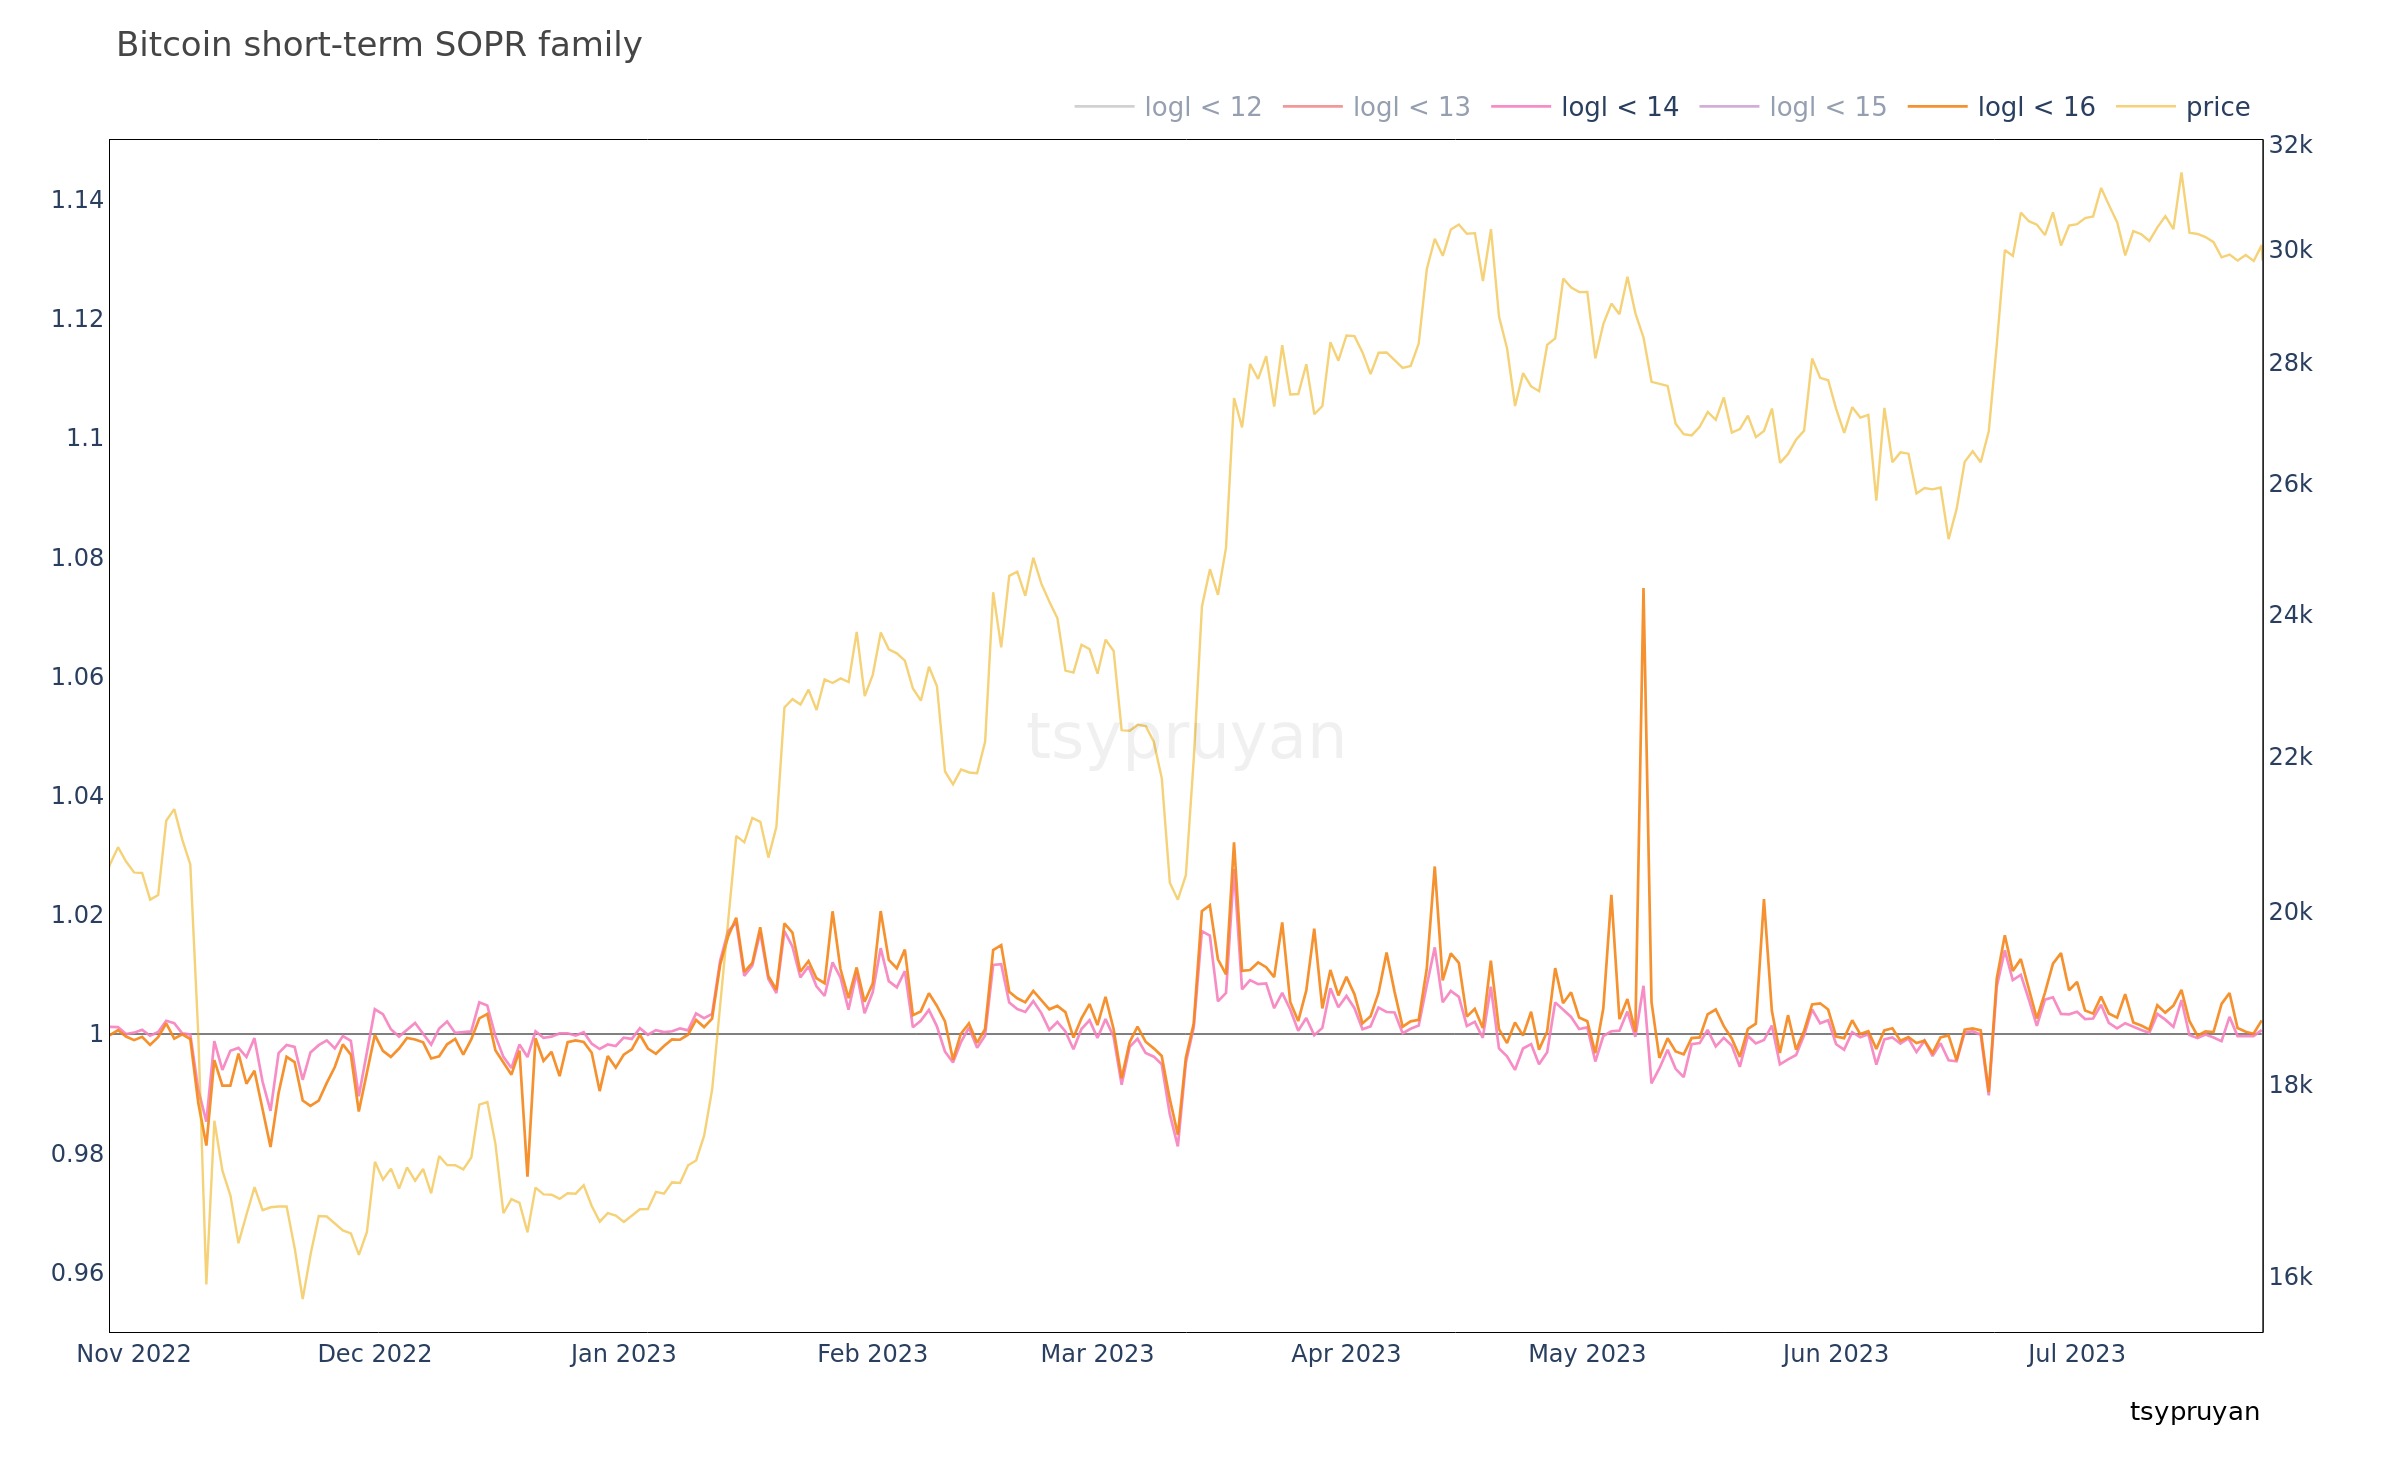 Bitcoin short-term SOPR family
logl < 12 logl < 13 logl < 14 logl < 15 logl < 16 price
32k
1.14
30k
1.12
28k
1.1
26k
1.08
24k
1.06
tsypruyan
22k
1.04
1.02
20k
1
18k
0.98
0.96
16k
Nov 2022 Dec 2022 Jan 2023 Feb 2023 Mar 2023 Apr 2023 May 2023 Jun 2023 Jul 2023
tsypruyan